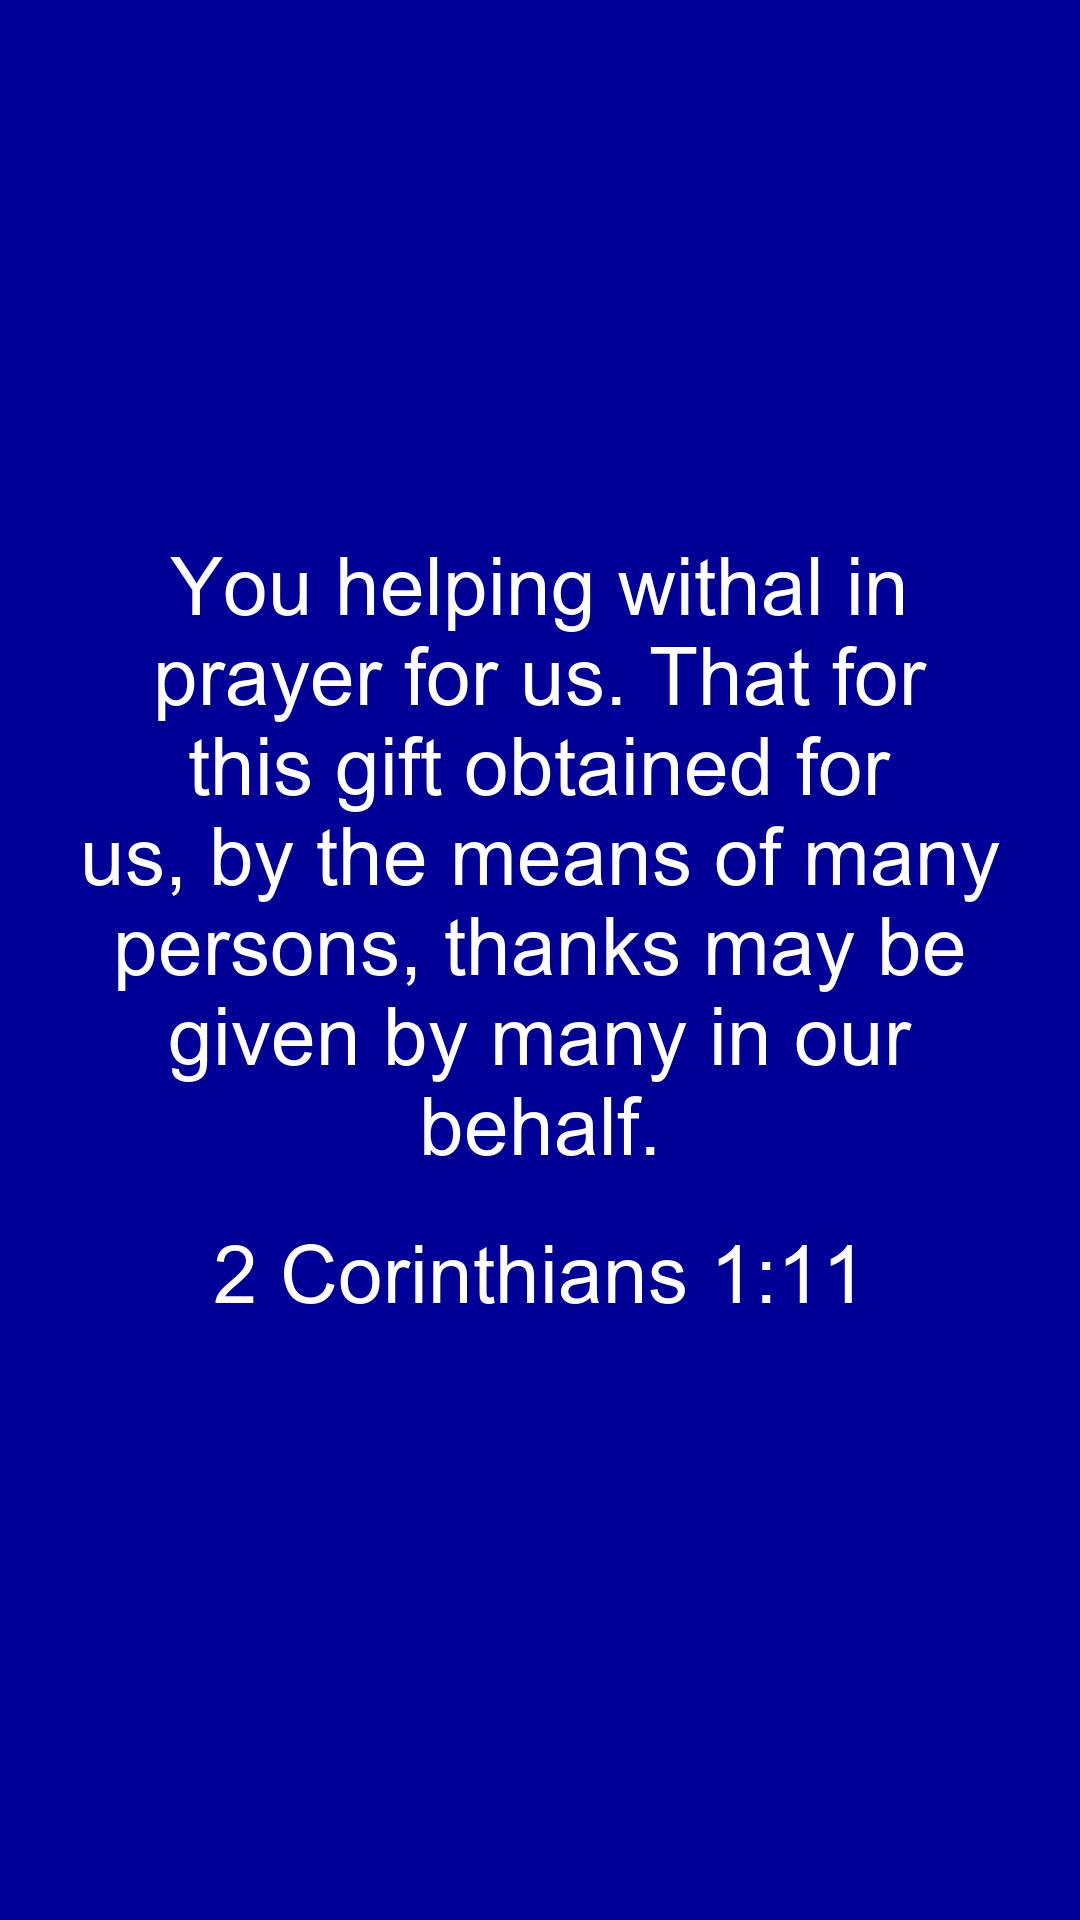 You helping withal in
prayer for us. That for
this gift obtained for
us, by the means of many
persons, thanks may be
given by many in our
behalf.
2 Corinthians 1:11